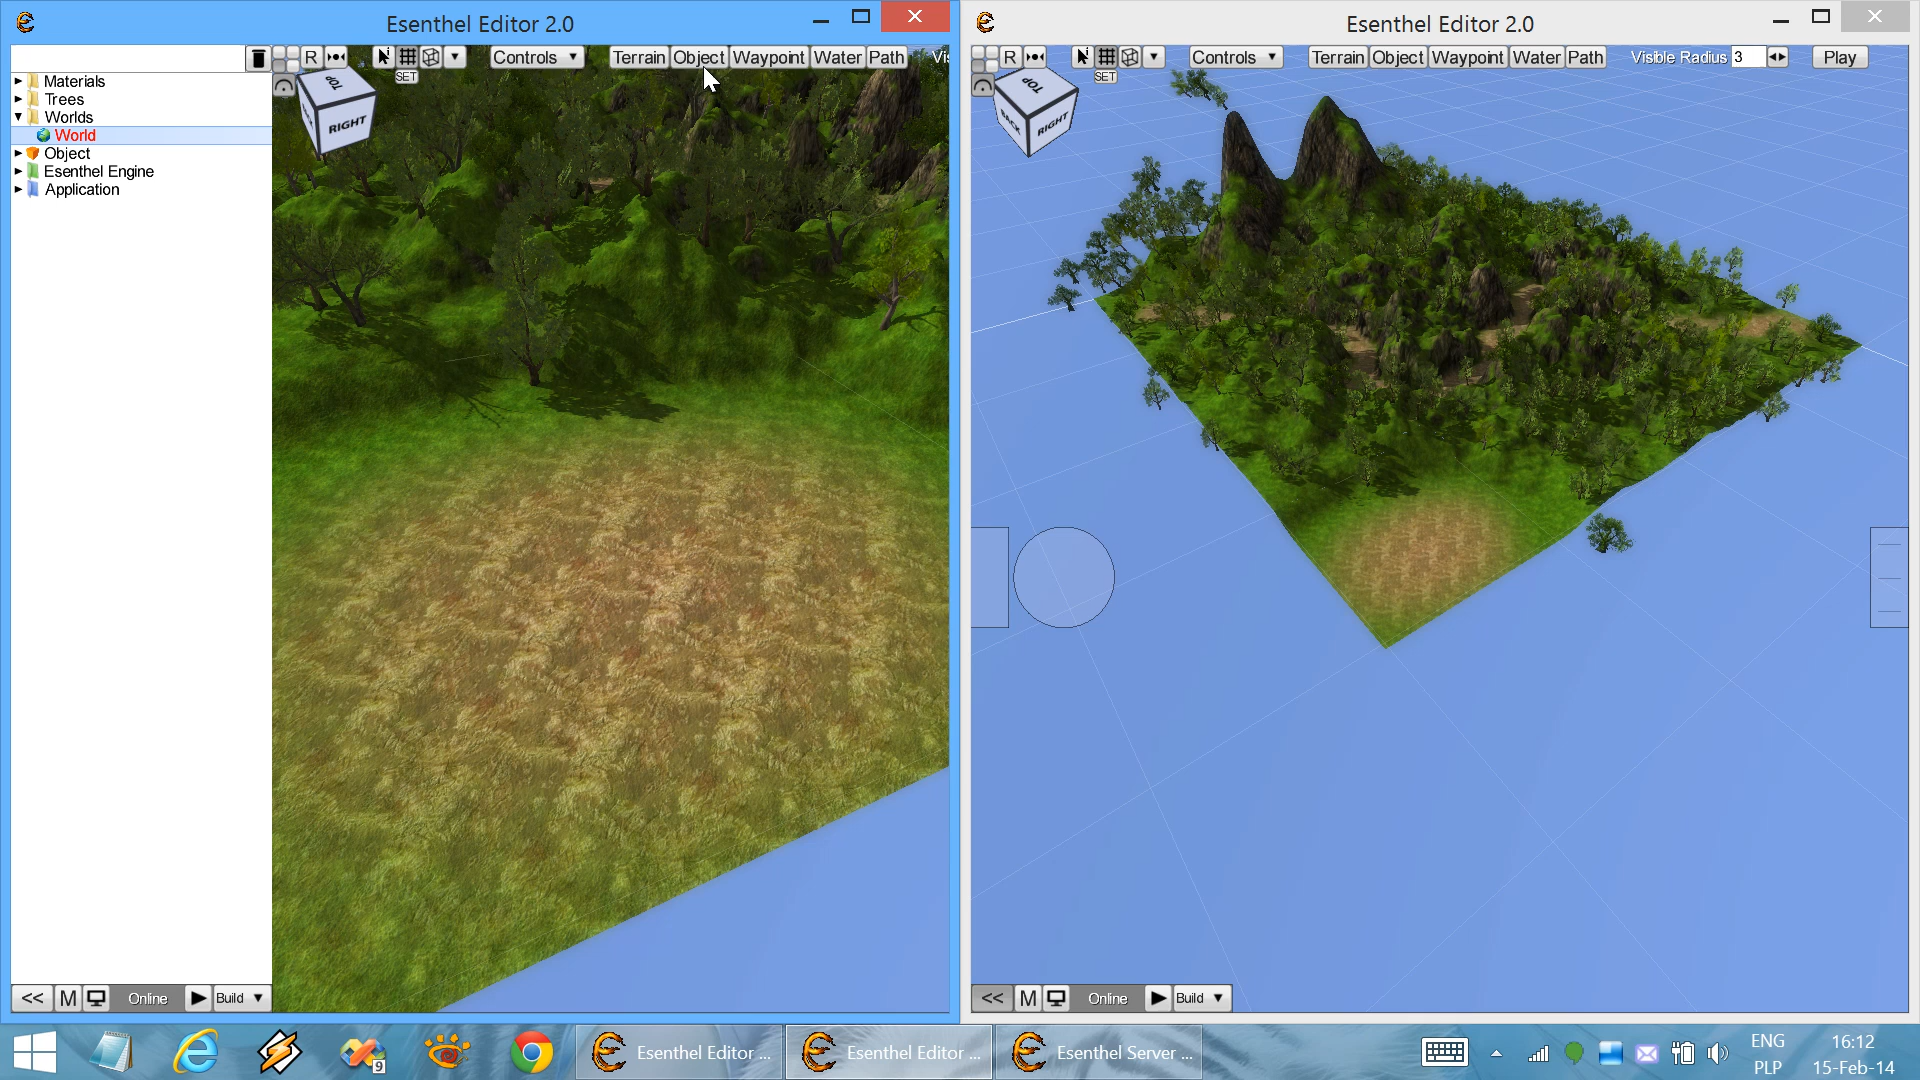 Esenthel Editor 2.0
R
Controls
Terrain Object Waypoint Water Path
SET
Materials
Trees
Worlds
World
Object
Esenthel Engine
Application
TOP
RIGHT
<< M Online Build
Esenthel Editor 2.0
R
Controls
Terrain Object Waypoint Water Path Visible Radius 3 Play
SET
TOP
BACK
RIGHT
<< M Online Build
9
Esenthel Editor ...
Esenthel Editor ...
Esenthel Server ...
ENG
PLP
16:12
15-Feb-14